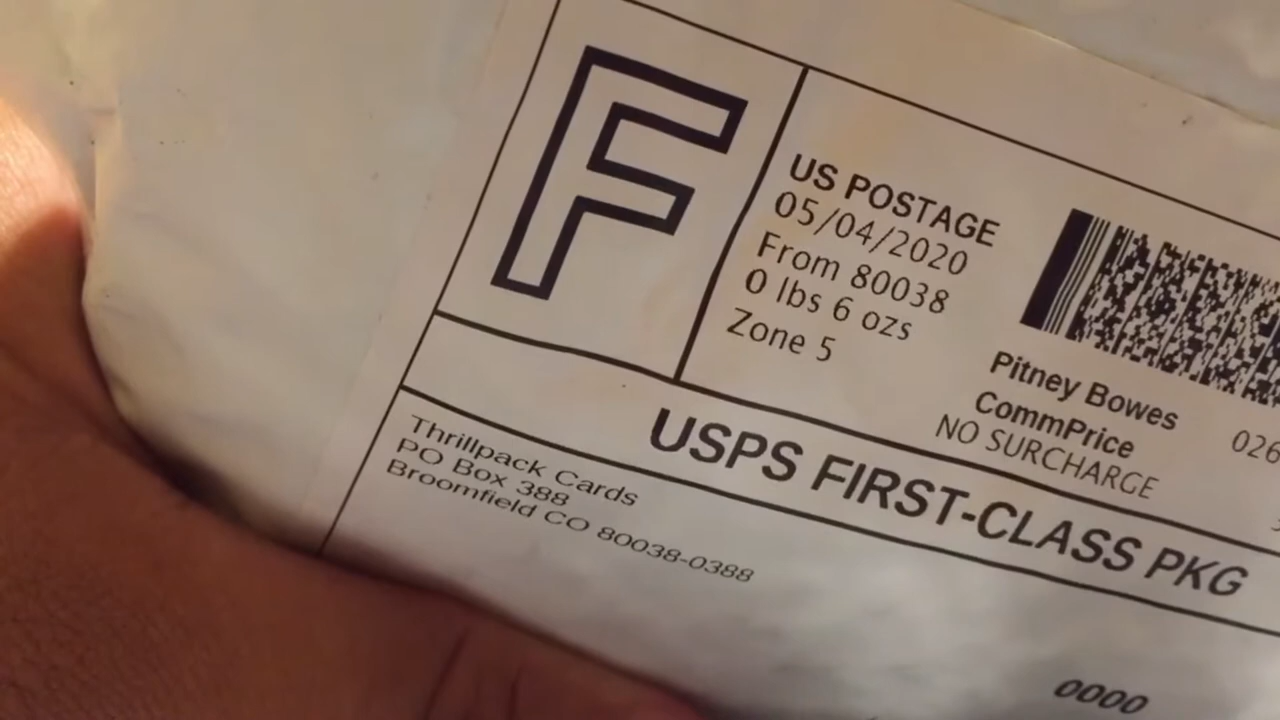 F
US POSTAGE
05/04/2020
From 80038
0 lbs 6 ozs
Zone 5
Pitney Bowes
CommPrice
NO SURCHARGE
026
USPS FIRST-CLASS PKG
Thrillpack Cards
PO Box 388
Broomfield CO 80038-0388
0000